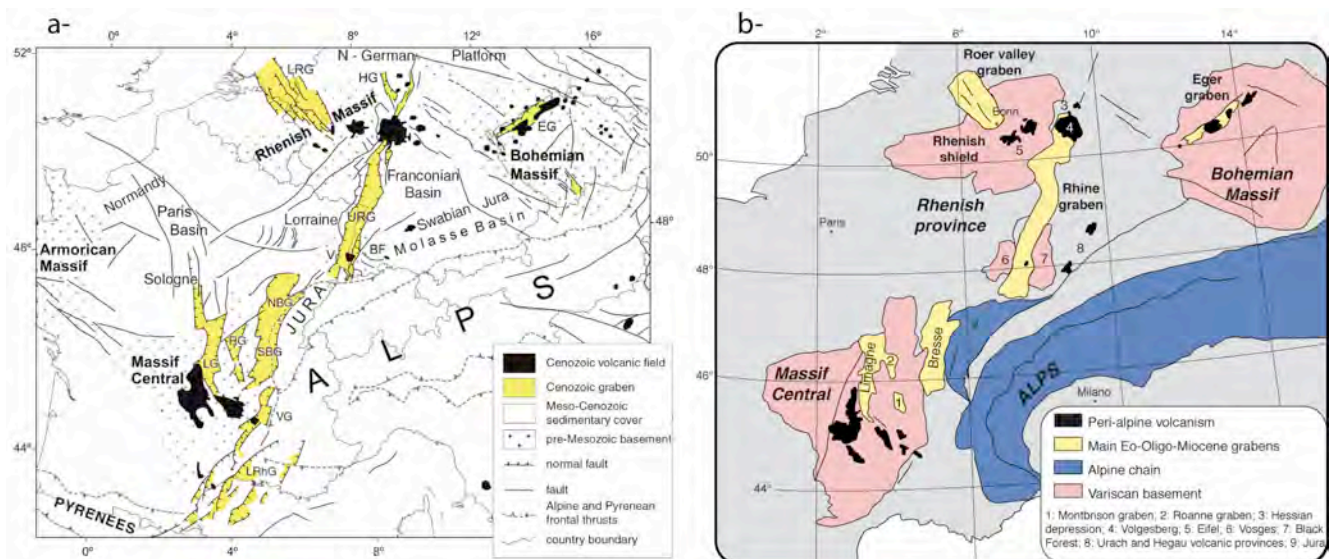 a-
0°
4°
8°
12°
16°
52°
N - German
Platform
LRG
HG
Rhenish Massif
EG
Bohemian
Massif
Normandy
Paris
Basin
Lorraine
Franconian
Basin
URG
Swabian Jura
Molasse Basin
V
BF
48°
48°
Armorican
Massif
Sologne
NBG
JURA
RG
SBG
LG
Massif
Central
ALPS
VG
44°
44°
LRhG
PYRENEES
0°
4°
8°
Cenozoic volcanic field
Cenozoic graben
Meso-Cenozoic
sedimentary cover
pre-Mesozoic basement
normal fault
fault
Alpine and Pyrenean
frontal thrusts
country boundary
b-
2°
6°
10°
14°
Roer valley
graben
Eger
graben
Bonn
3
4
5
50°
50°
Rhenish
shield
Bohemian
Massif
Rhine
graben
Paris
Rhenish
province
8
6
7
48°
48°
Limagne
2
Bresse
Massif
Central
46°
46°
1
ALPS
Milano
44°
Peri-alpine volcanism
Main Eo-Oligo-Miocene grabens
Alpine chain
Variscan basement
1: Montbrison graben; 2: Roanne graben; 3: Hessian
depression; 4: Volgesberg; 5: Eifel; 6: Vosges; 7: Black
Forest; 8: Urach and Hegau volcanic provinces; 9: Jura